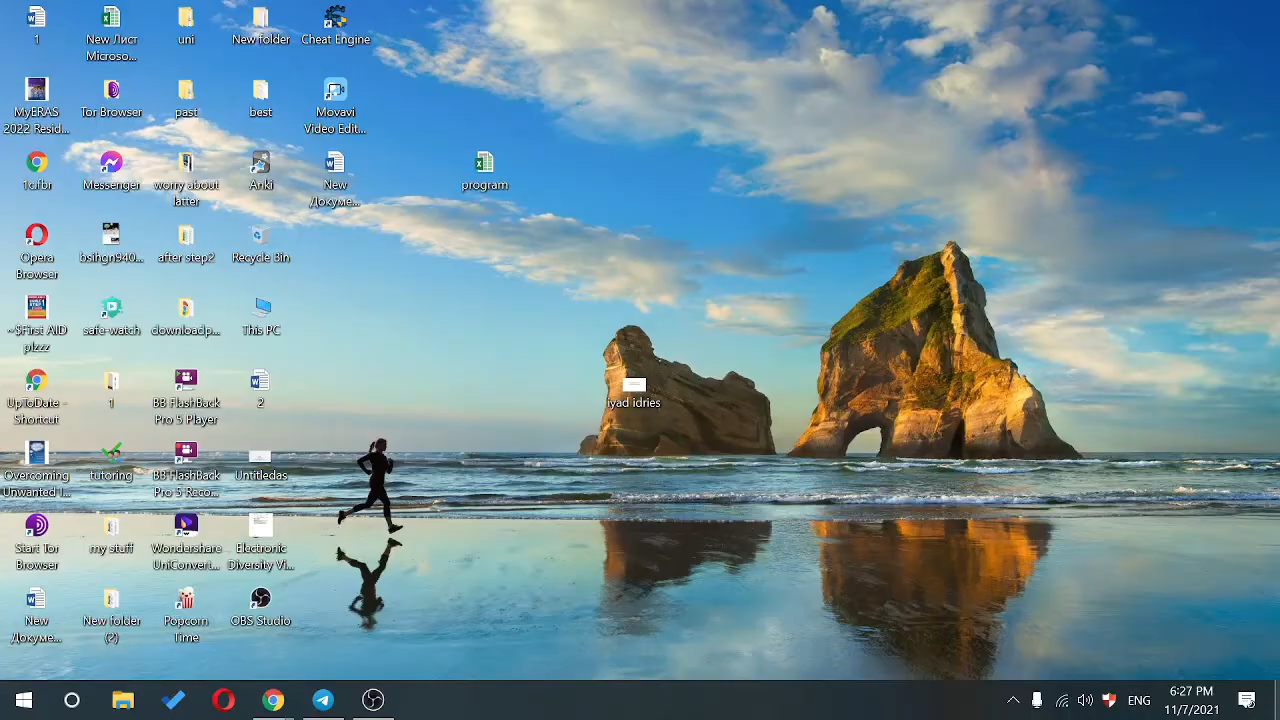 1
New Лист
Microso...
uni
New folder
Cheat Engine
MyERAS
2022 Resid...
Tor Browser
past
best
Movavi
Video Edit...
1c.fbr
Messenger
worry about
latter
Anki
New
Докуме...
program
Opera
Browser
bsihgn940...
after step2
Recycle Bin
~$First AID
plzzz
safe-watch
downloadp...
This PC
iyad idries
UpToDate -
Shortcut
1
BB FlashBack
Pro 5 Player
2
Overcoming
Unwanted I...
tutoring
BB FlashBack
Pro 5 Reco...
Untitledas
Start Tor
Browser
my stuff
Wondershare
UniConvert...
Electronic
Diversity Vi...
New
Докуме...
New folder
(2)
Popcorn
Time
OBS Studio
ENG
6:27 PM
11/7/2021